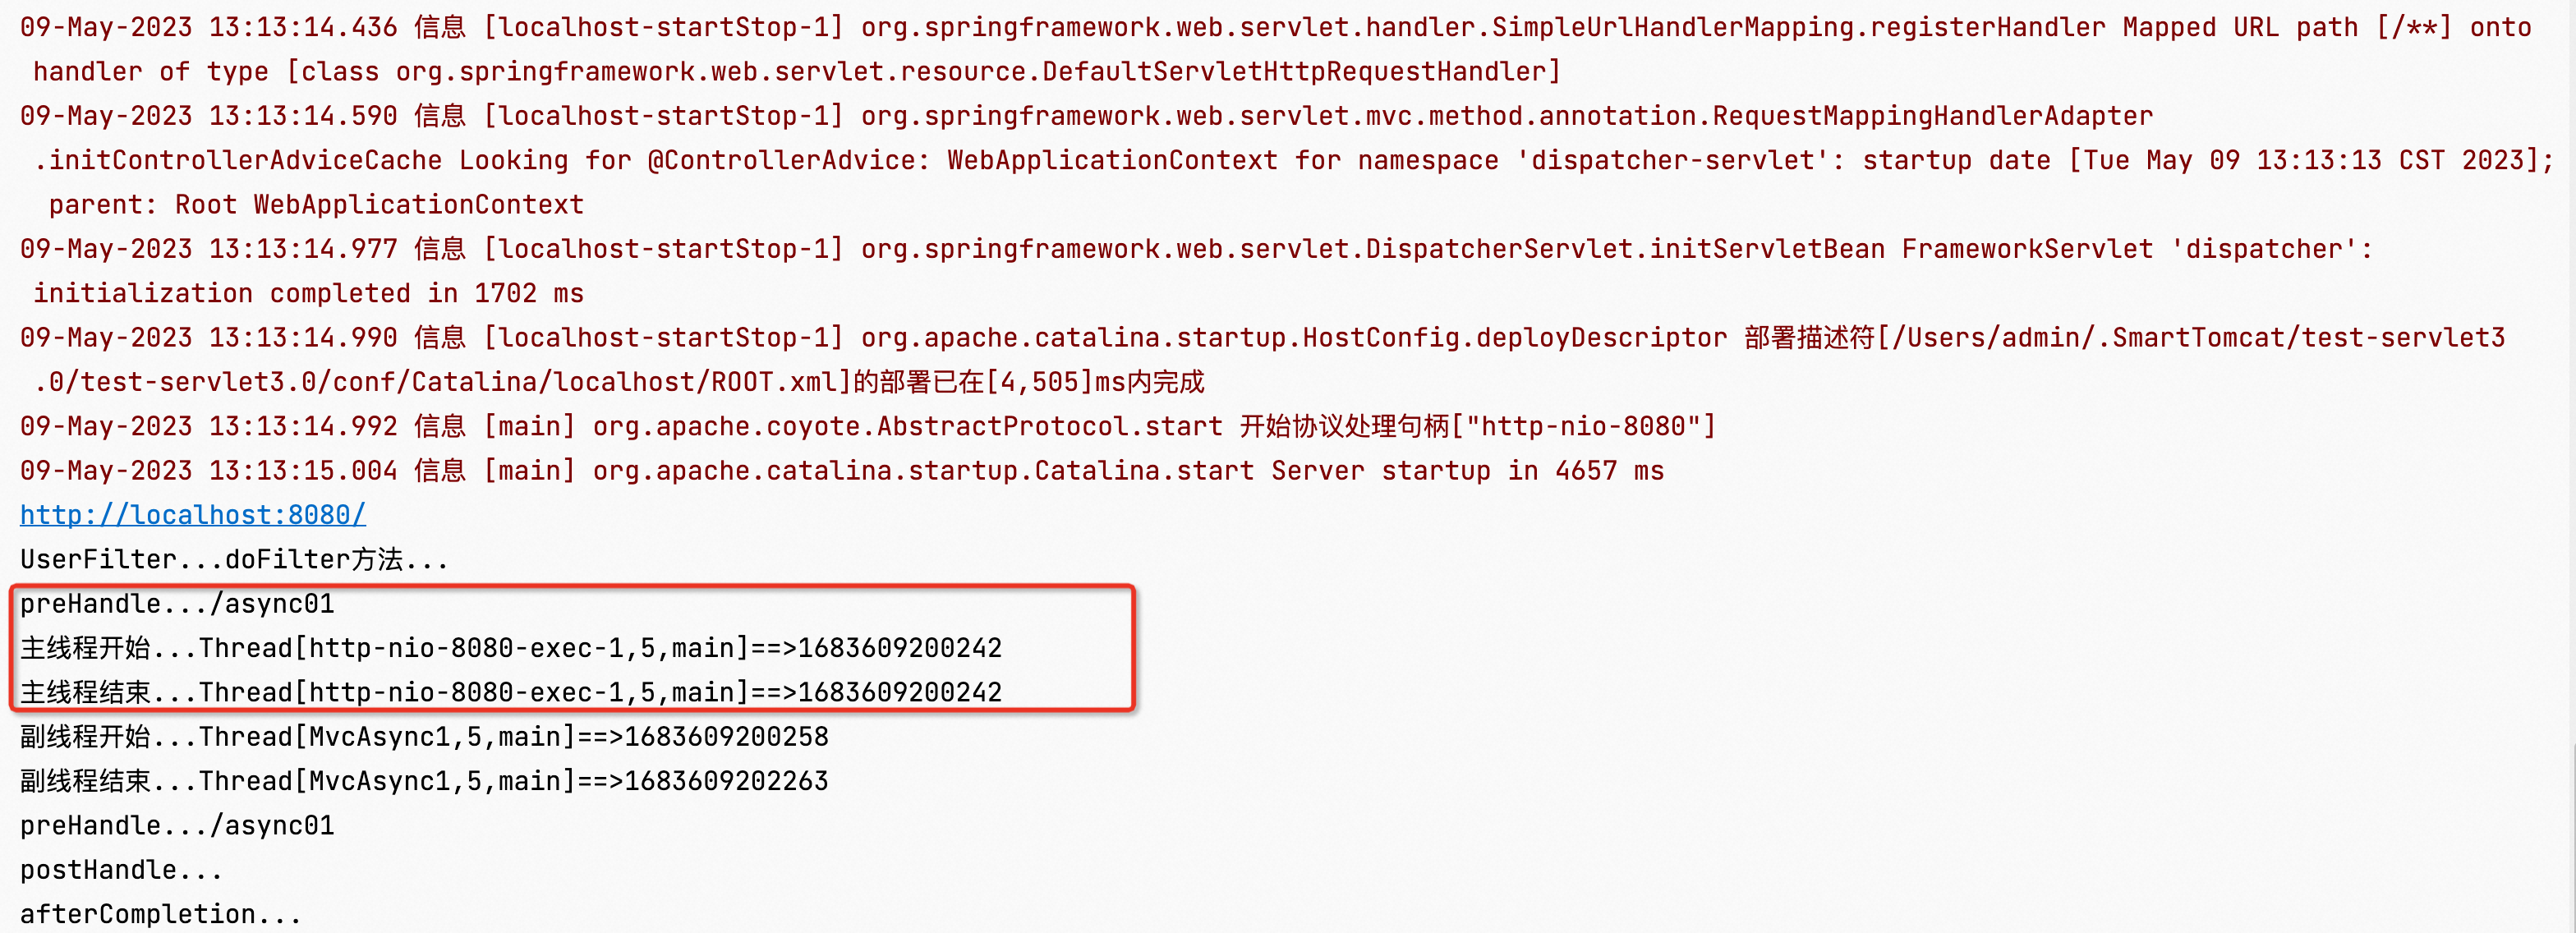 09-May-2023 13:13:14.436 信息 [localhost-startStop-1] org.springframework.web.servlet.handler.SimpleUrlHandlerMapping.registerHandler Mapped URL path [/**] onto
handler of type [class org.springframework.web.servlet.resource.DefaultServletHttpRequestHandler]
09-May-2023 13:13:14.590 信息 [localhost-startStop-1] org.springframework.web.servlet.mvc.method.annotation.RequestMappingHandlerAdapter
.initControllerAdviceCache Looking for @ControllerAdvice: WebApplicationContext for namespace 'dispatcher-servlet': startup date [Tue May 09 13:13:13 CST 2023];
parent: Root WebApplicationContext
09-May-2023 13:13:14.977 信息 [localhost-startStop-1] org.springframework.web.servlet.DispatcherServlet.initServletBean FrameworkServlet 'dispatcher':
initialization completed in 1702 ms
09-May-2023 13:13:14.990 信息 [localhost-startStop-1] org.apache.catalina.startup.HostConfig.deployDescriptor 部署描述符[/Users/admin/.SmartTomcat/test-servlet3
.0/test-servlet3.0/conf/Catalina/localhost/ROOT.xml]的部署已在[4,505]ms内完成
09-May-2023 13:13:14.992 信息 [main] org.apache.coyote.AbstractProtocol.start 开始协议处理句柄["http-nio-8080"]
09-May-2023 13:13:15.004 信息 [main] org.apache.catalina.startup.Catalina.start Server startup in 4657 ms
http://localhost:8080/
UserFilter...doFilter方法...
preHandle.../async01
主线程开始...Thread[http-nio-8080-exec-1,5,main]==>1683609200242
主线程结束...Thread[http-nio-8080-exec-1,5,main]==>1683609200242
副线程开始...Thread[MvcAsync1,5,main]==>1683609200258
副线程结束...Thread[MvcAsync1,5,main]==>1683609202263
preHandle.../async01
postHandle...
afterCompletion...